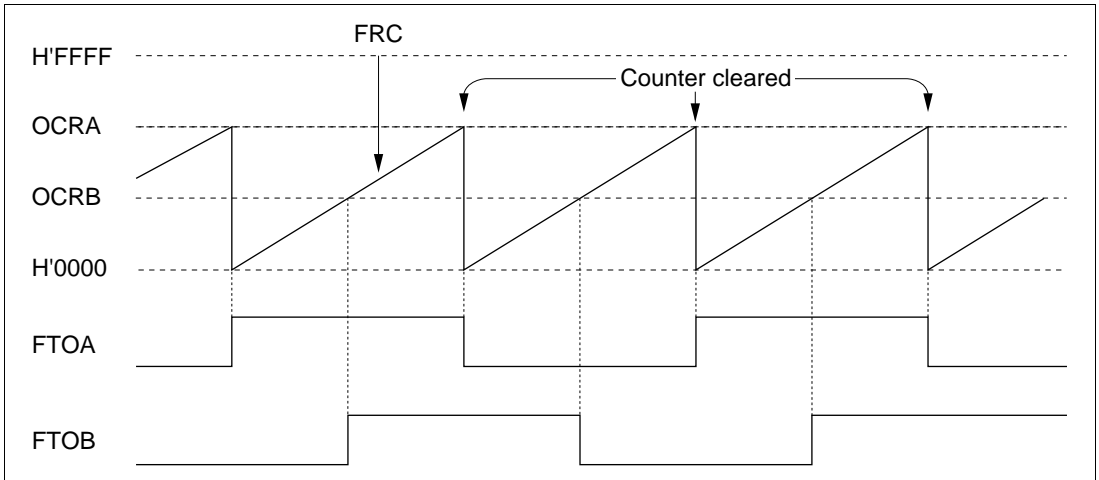 FRC
H'FFFF
Counter cleared
OCRA
OCRB
H'0000
FTOA
FTOB